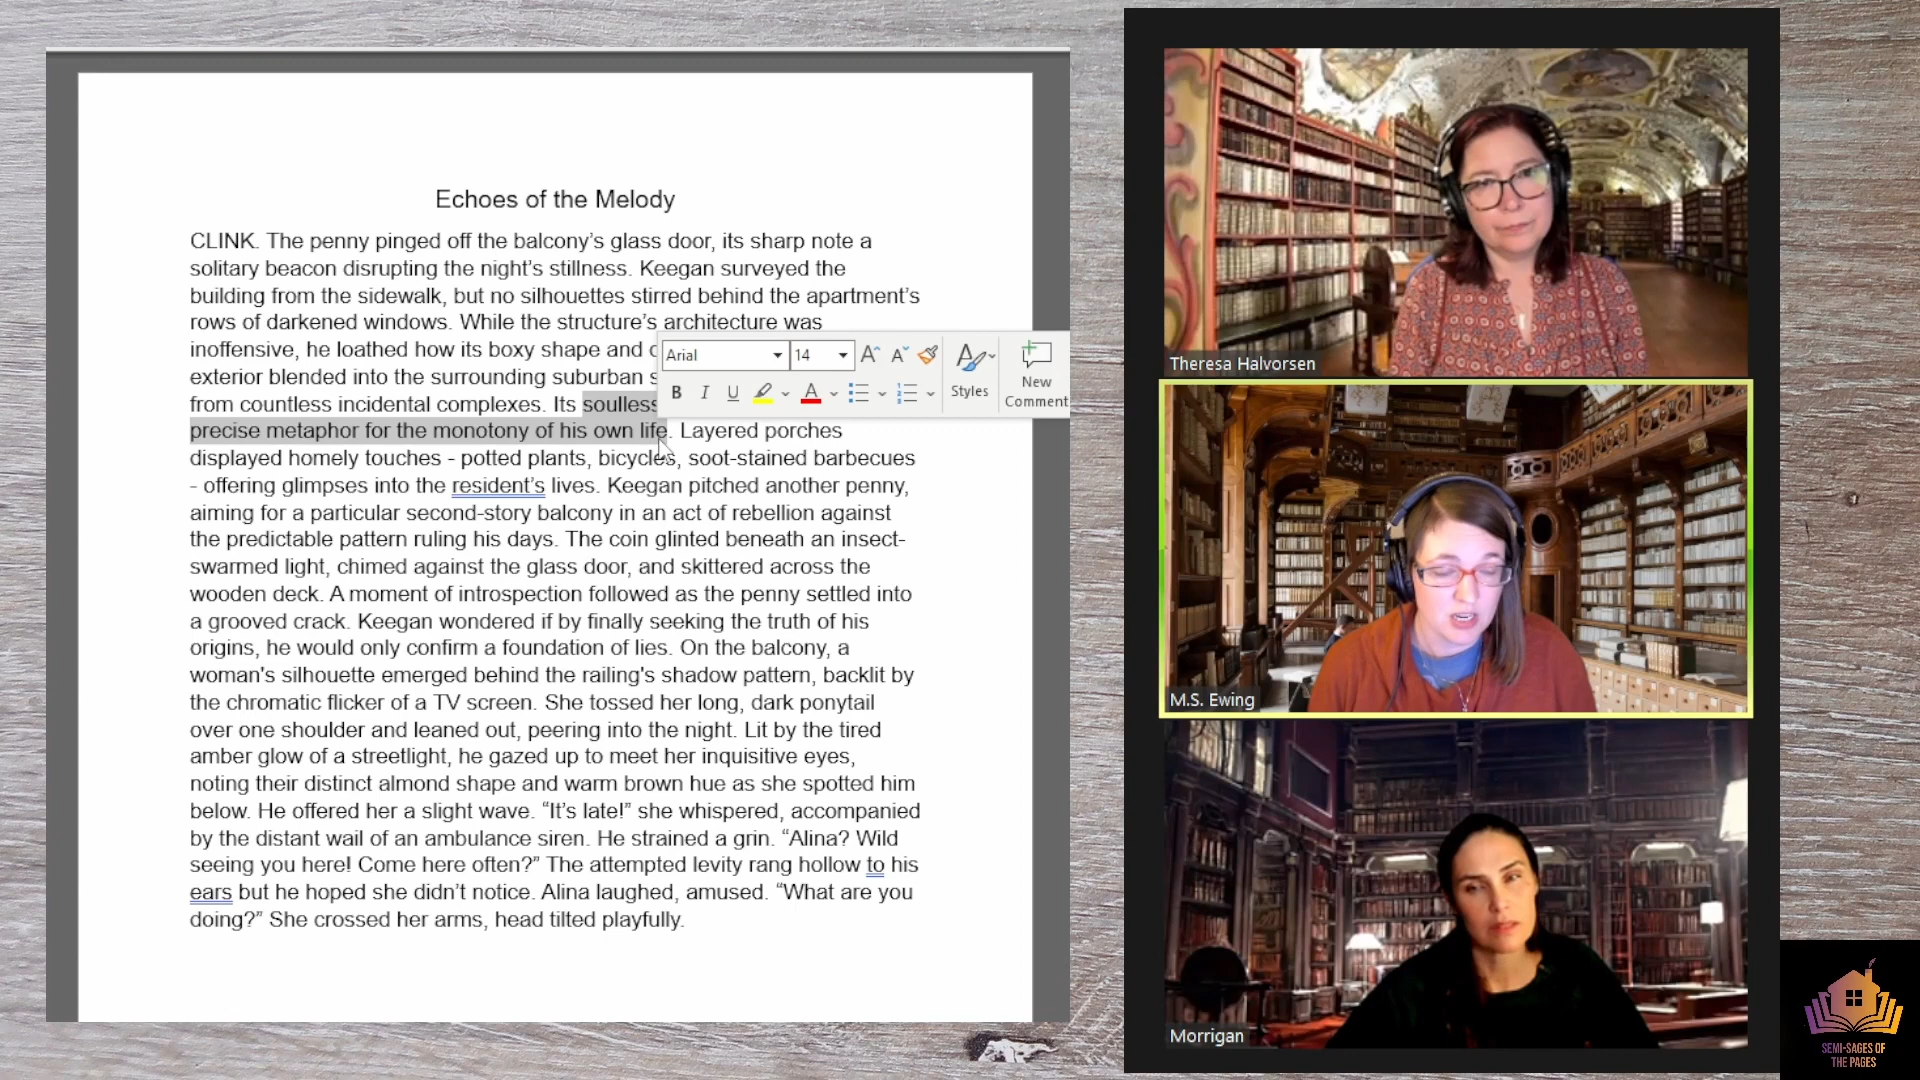 Echoes of the Melody
CLINK. The penny pinged off the balcony’s glass door, its sharp note a
solitary beacon disrupting the night’s stillness. Keegan surveyed the
building from the sidewalk, but no silhouettes stirred behind the apartment’s
rows of darkened windows. While the structure’s architecture was
inoffensive, he loathed how its boxy shape and
exterior blended into the surrounding suburban
from countless incidental complexes. Its soulless
precise metaphor for the monotony of his own life. Layered porches
displayed homely touches - potted plants, bicycles, soot-stained barbecues
- offering glimpses into the resident’s lives. Keegan pitched another penny,
aiming for a particular second-story balcony in an act of rebellion against
the predictable pattern ruling his days. The coin glinted beneath an insect-
swarmed light, chimed against the glass door, and skittered across the
wooden deck. A moment of introspection followed as the penny settled into
a grooved crack. Keegan wondered if by finally seeking the truth of his
origins, he would only confirm a foundation of lies. On the balcony, a
woman's silhouette emerged behind the railing's shadow pattern, backlit by
the chromatic flicker of a TV screen. She tossed her long, dark ponytail
over one shoulder and leaned out, peering into the night. Lit by the tired
amber glow of a streetlight, he gazed up to meet her inquisitive eyes,
noting their distinct almond shape and warm brown hue as she spotted him
below. He offered her a slight wave. “It’s late!” she whispered, accompanied
by the distant wail of an ambulance siren. He strained a grin. “Alina? Wild
seeing you here! Come here often?” The attempted levity rang hollow to his
ears but he hoped she didn’t notice. Alina laughed, amused. “What are you
doing?” She crossed her arms, head tilted playfully.
Arial
14
B I U A
Styles
New
Comment
Theresa Halvorsen
M.S. Ewing
Morrigan
SEMI-SAGES OF
THE PAGES